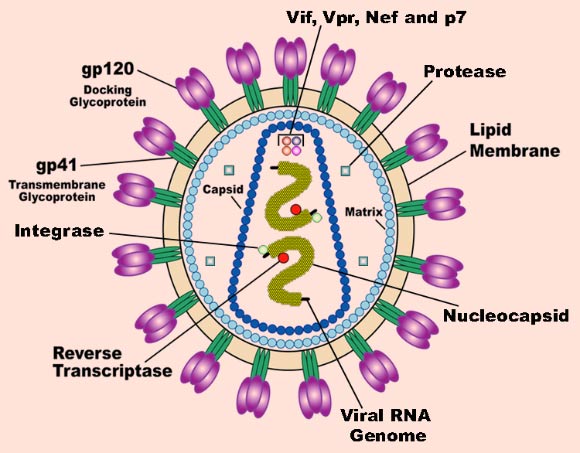 Vif, Vpr, Nef and p7
gp120
Docking
Glycoprotein
Protease
Lipid
Membrane
gp41
Transmembrane
Glycoprotein
Capsid
Matrix
Integrase
Nucleocapsid
Reverse
Transcriptase
Viral RNA
Genome